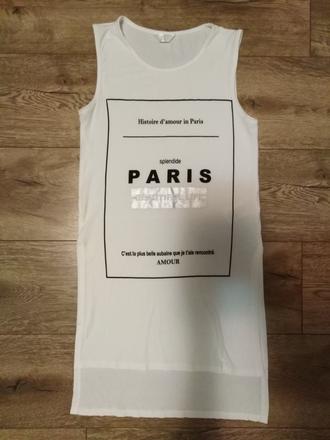 Histoire d'amour in Paris
splendide
PARIS
C'est la plus belle aubaine que je t'aie rencontré
AMOUR